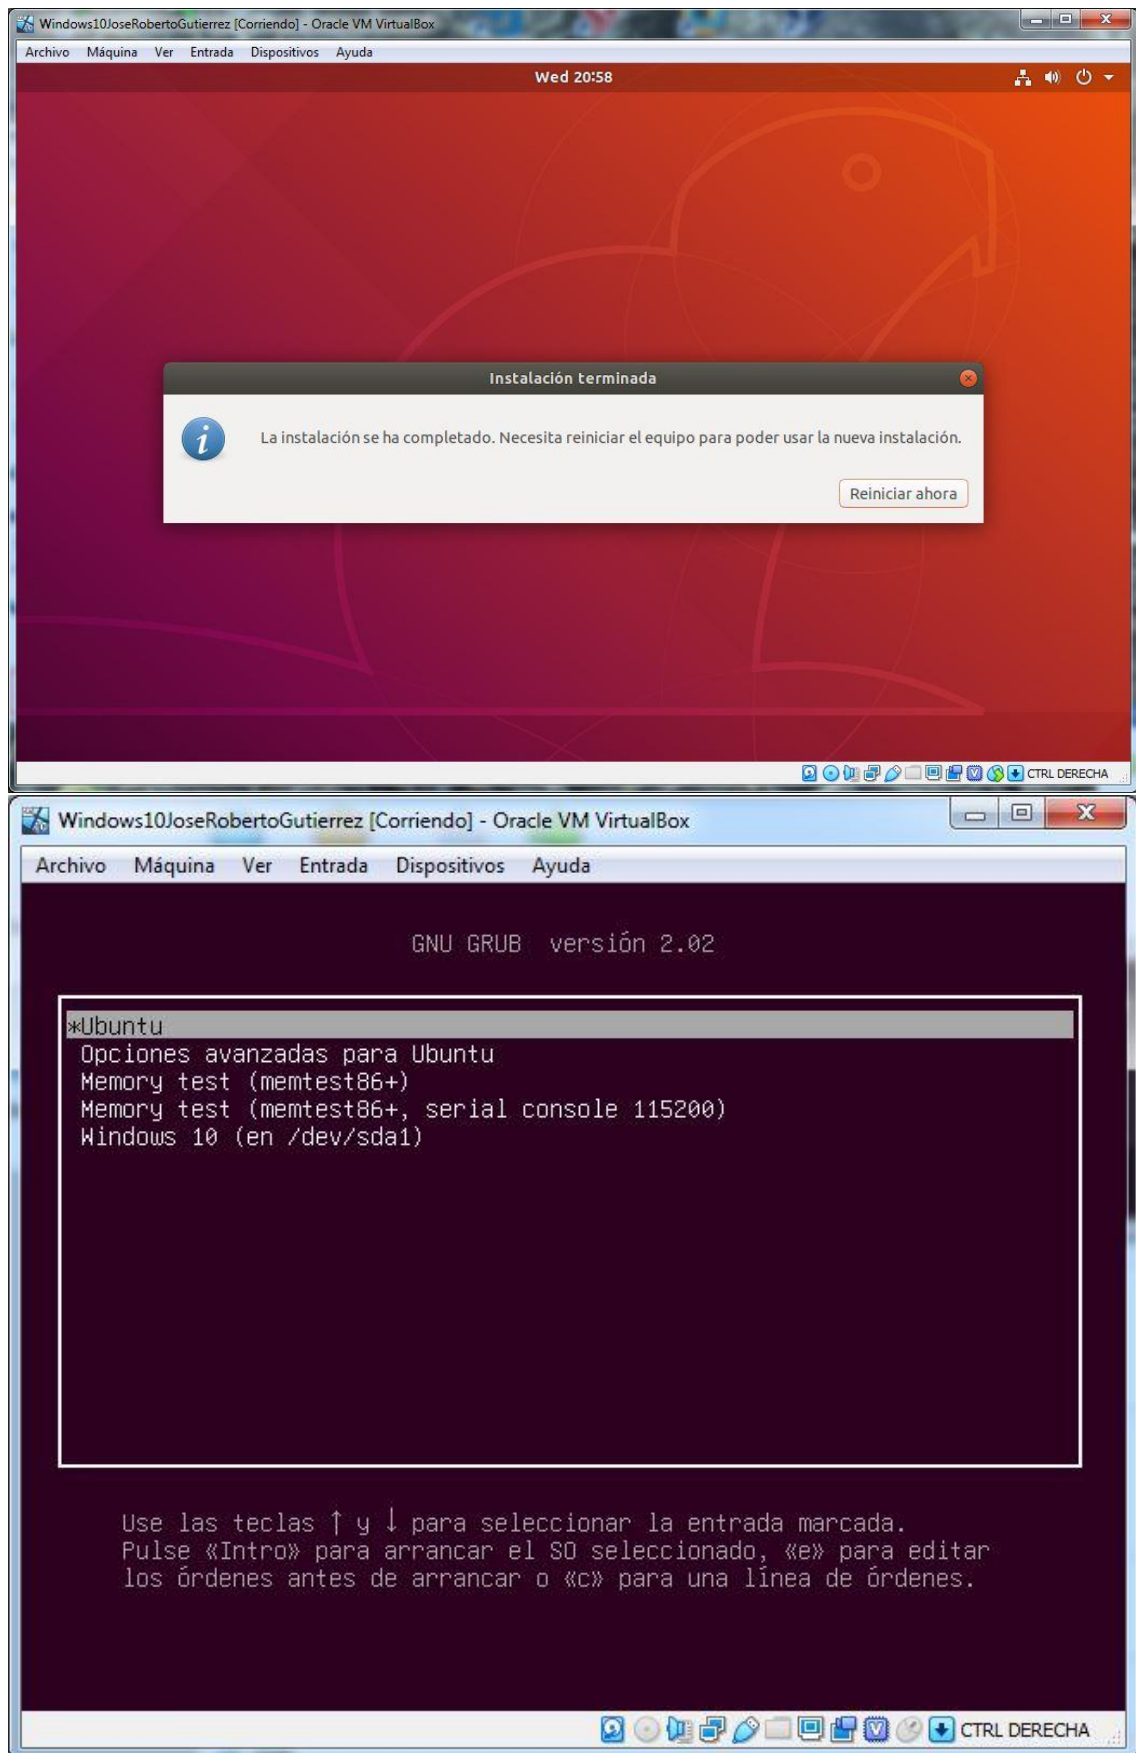 Windows10JoseRobertoGutierrez [Corriendo] - Oracle VM VirtualBox
Archivo Máquina Ver Entrada Dispositivos Ayuda
Wed 20:58
Instalación terminada
La instalación se ha completado. Necesita reiniciar el equipo para poder usar la nueva instalación.
Reiniciar ahora
CTRL DERECHA
Windows10JoseRobertoGutierrez [Corriendo] - Oracle VM VirtualBox
Archivo Máquina Ver Entrada Dispositivos Ayuda
GNU GRUB versión 2.02
*Ubuntu
Opciones avanzadas para Ubuntu
Memory test (memtest86+)
Memory test (memtest86+, serial console 115200)
Windows 10 (en /dev/sda1)
Use las teclas ↑ y ↓ para seleccionar la entrada marcada.
Pulse «Intro» para arrancar el SO seleccionado, «e» para editar
los órdenes antes de arrancar o «c» para una línea de órdenes.
CTRL DERECHA